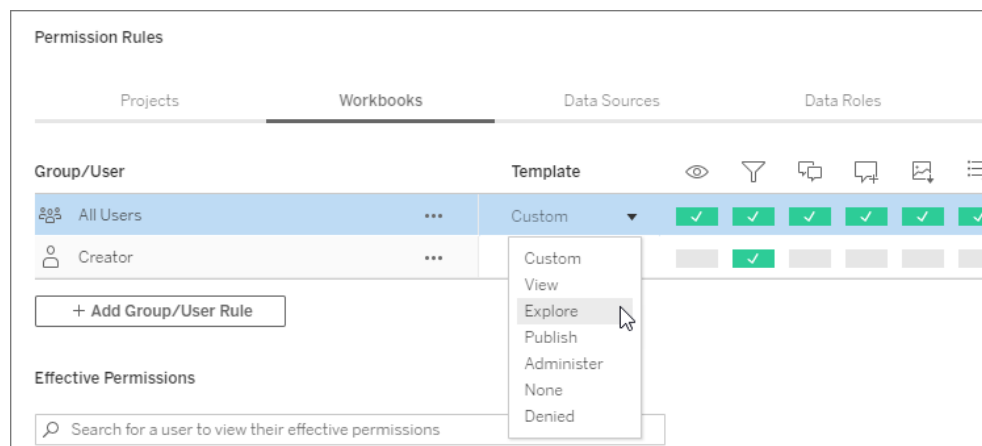 Permission Rules
Projects Workbooks Data Sources Data Roles
Group/User Template
All Users ••• Custom
Creator •••
Custom
View
Explore
Publish
Administer
None
Denied
+ Add Group/User Rule
Effective Permissions
Search for a user to view their effective permissions